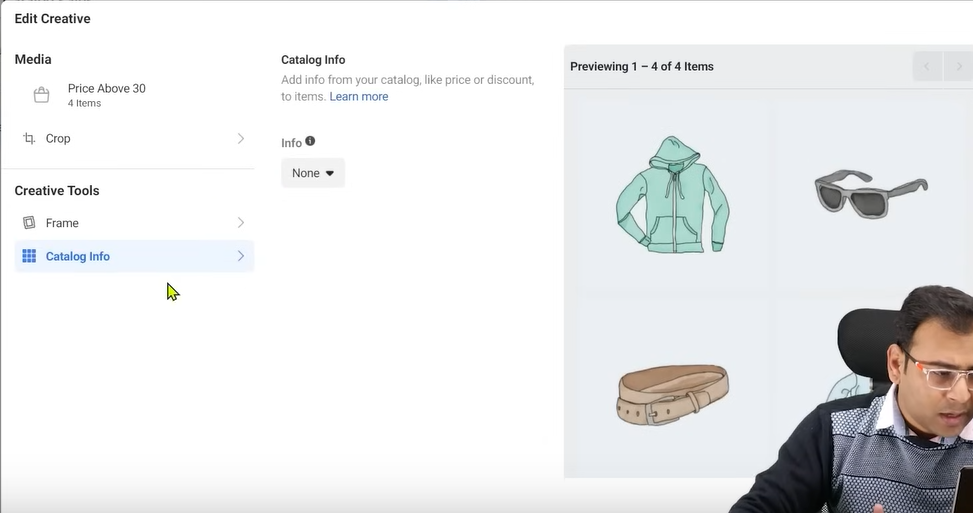 Edit Creative
Media
Price Above 30
4 Items
Crop
Creative Tools
Frame
Catalog Info
Catalog Info
Add info from your catalog, like price or discount,
to items. Learn more
Info
None
Previewing 1 – 4 of 4 Items